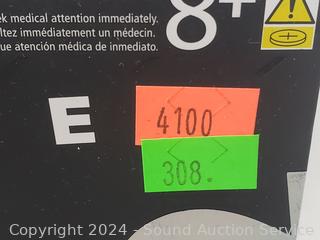 ek medical attention immediately.
ltez immédiatement un médecin.
ue atención médica de inmediato.
8+
E
4100
308.
Copyright 2024 - Sound Auction Service